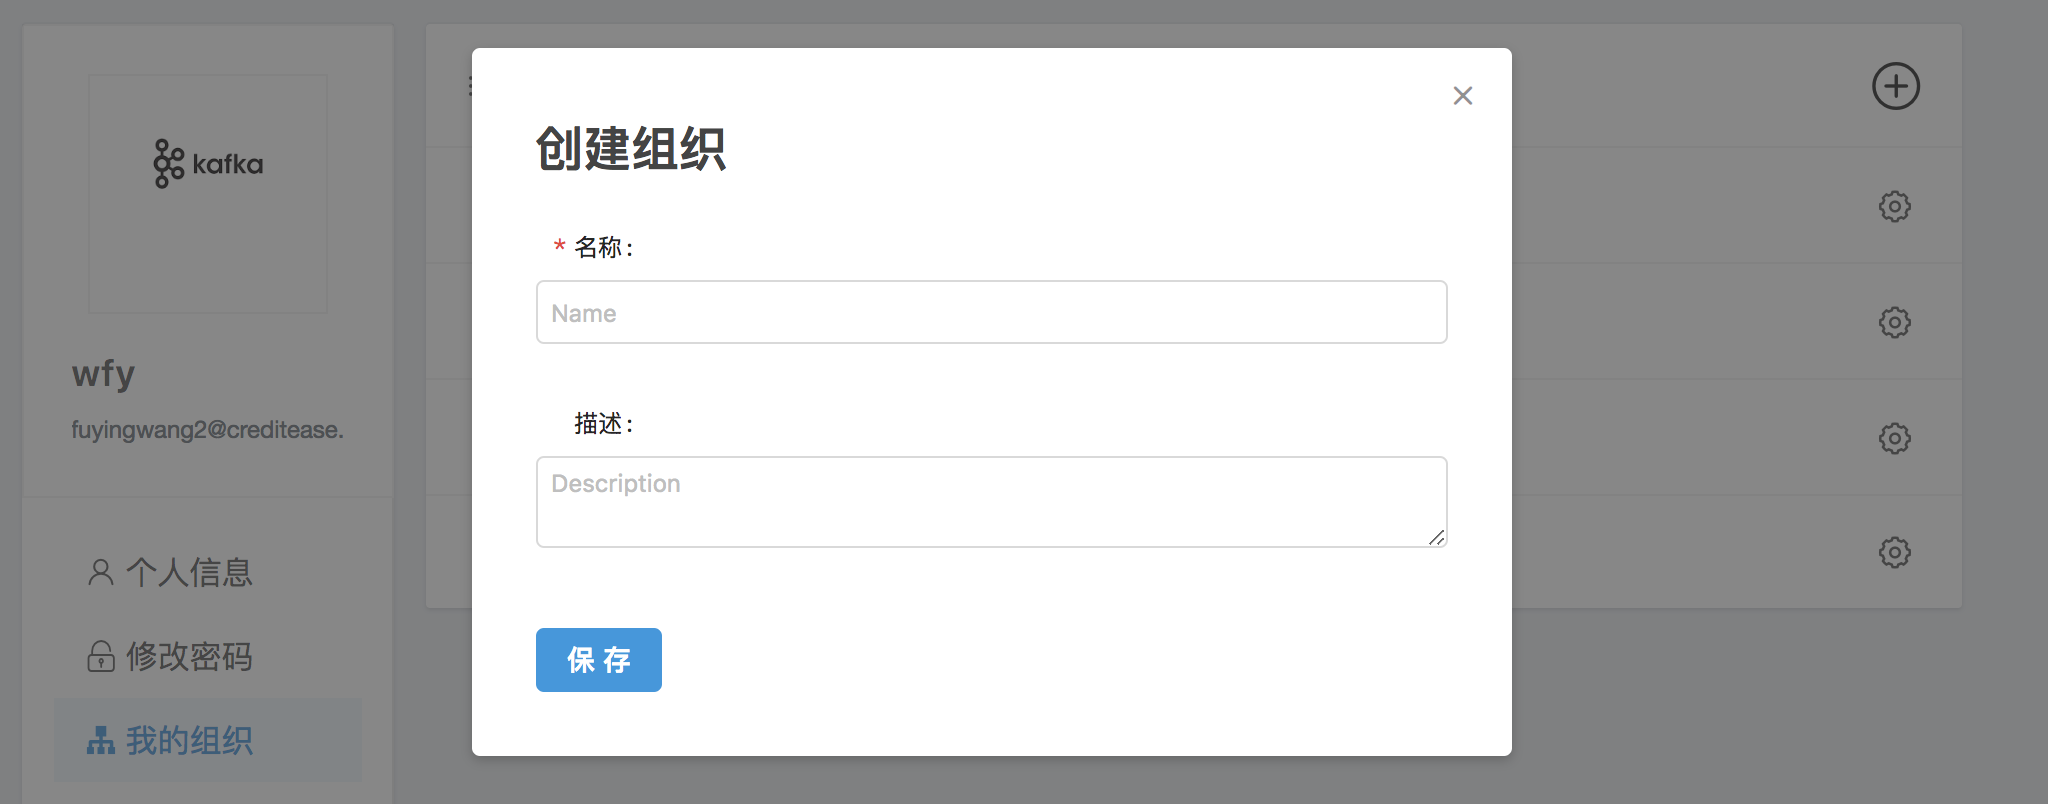 kafka
wfy
fuyingwang2@creditease.
个人信息
修改密码
我的组织
创建组织
* 名称 :
Name
描述 :
Description
保 存